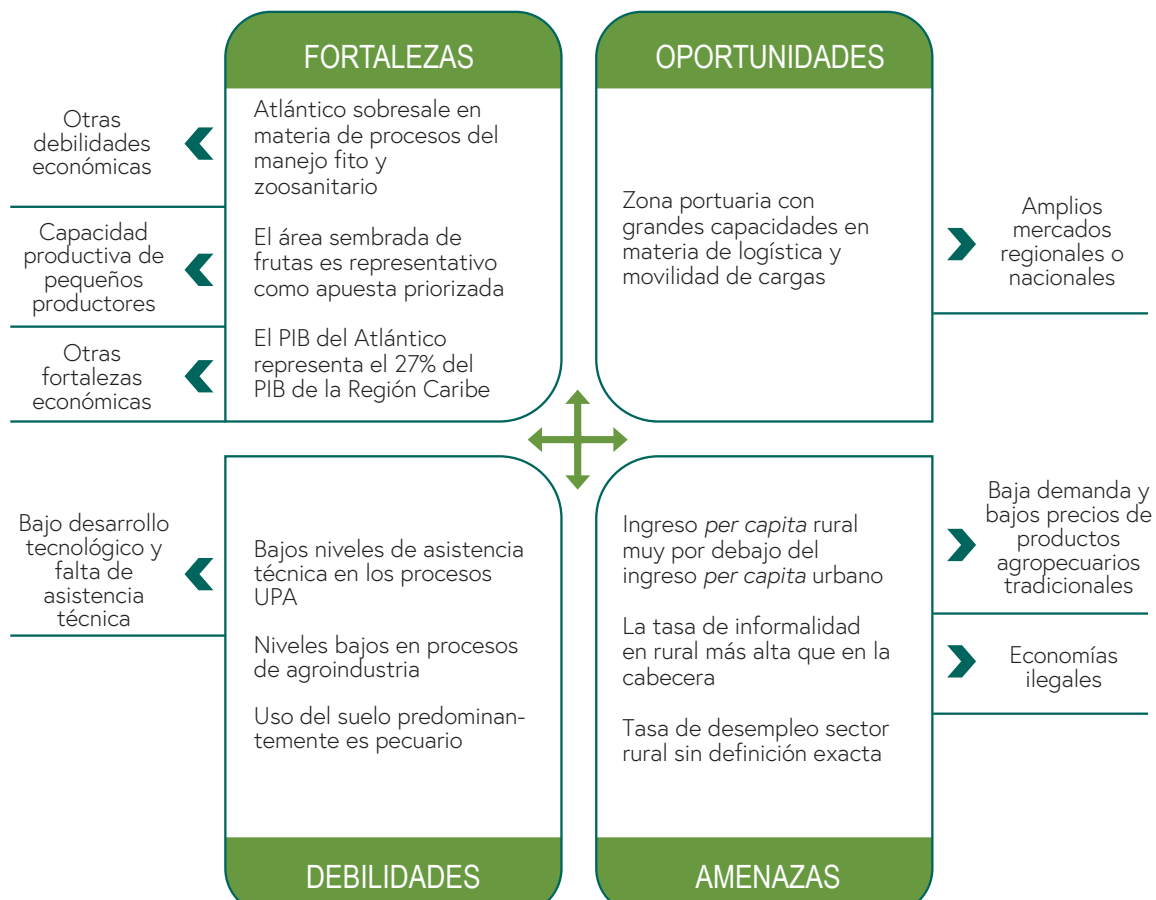 FORTALEZAS
Otras
debilidades
económicas
Capacidad
productiva de
pequeños
productores
Otras
fortalezas
económicas
Atlántico sobresale en
materia de procesos del
manejo fito y
zoosanitario
El área sembrada de
frutas es representativo
como apuesta priorizada
El PIB del Atlántico
representa el 27% del
PIB de la Región Caribe
OPORTUNIDADES
Zona portuaria con
grandes capacidades en
materia de logística y
movilidad de cargas
Amplios
mercados
regionales o
nacionales
Bajo desarrollo
tecnológico y
falta de
asistencia
técnica
Bajos niveles de asistencia
técnica en los procesos
UPA
Niveles bajos en procesos
de agroindustria
Uso del suelo predominan-
temente es pecuario
DEBILIDADES
Ingreso per capita rural
muy por debajo del
ingreso per capita urbano
La tasa de informalidad
en rural más alta que en la
cabecera
Tasa de desempleo sector
rural sin definición exacta
Baja demanda y
bajos precios de
productos
agropecuarios
tradicionales
Economías
ilegales
AMENAZAS